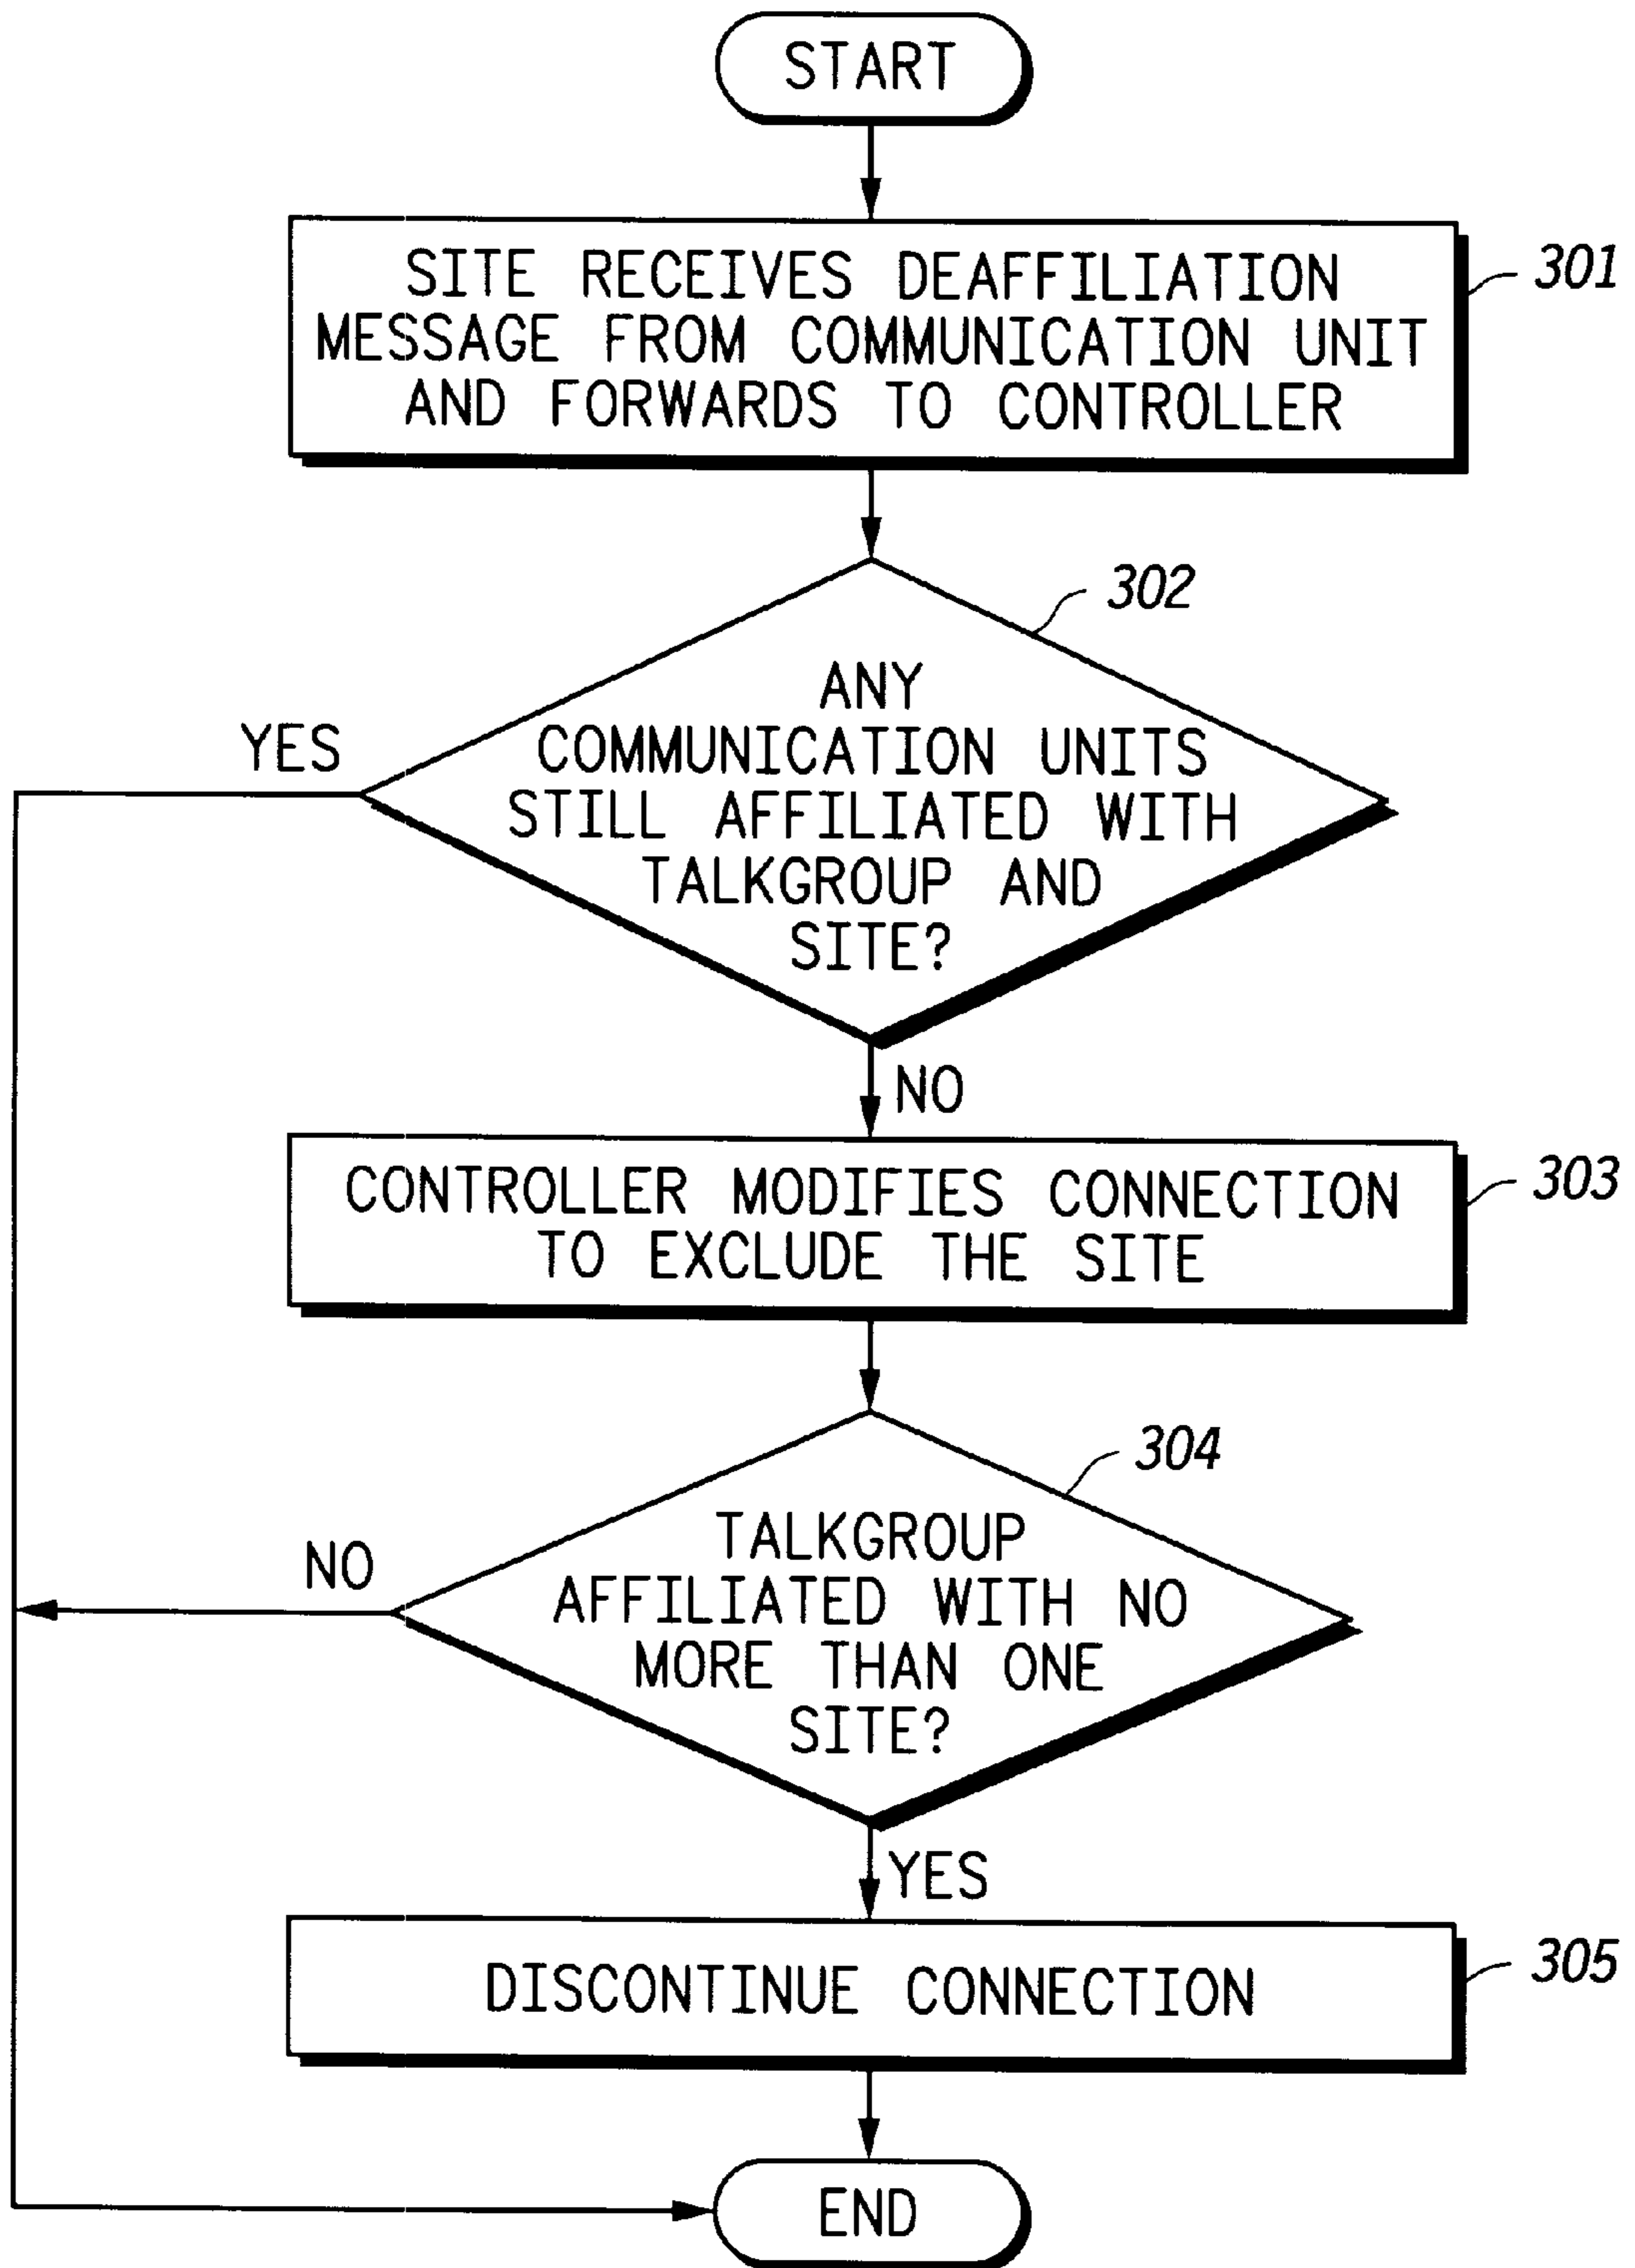 START
SITE RECEIVES DEAFFILIATION
MESSAGE FROM COMMUNICATION UNIT
AND FORWARDS TO CONTROLLER
301
302
ANY
COMMUNICATION UNITS
STILL AFFILIATED WITH
TALKGROUP AND
SITE?
YES
NO
CONTROLLER MODIFIES CONNECTION
TO EXCLUDE THE SITE
303
304
TALKGROUP
AFFILIATED WITH NO
MORE THAN ONE
SITE?
NO
YES
DISCONTINUE CONNECTION
305
END